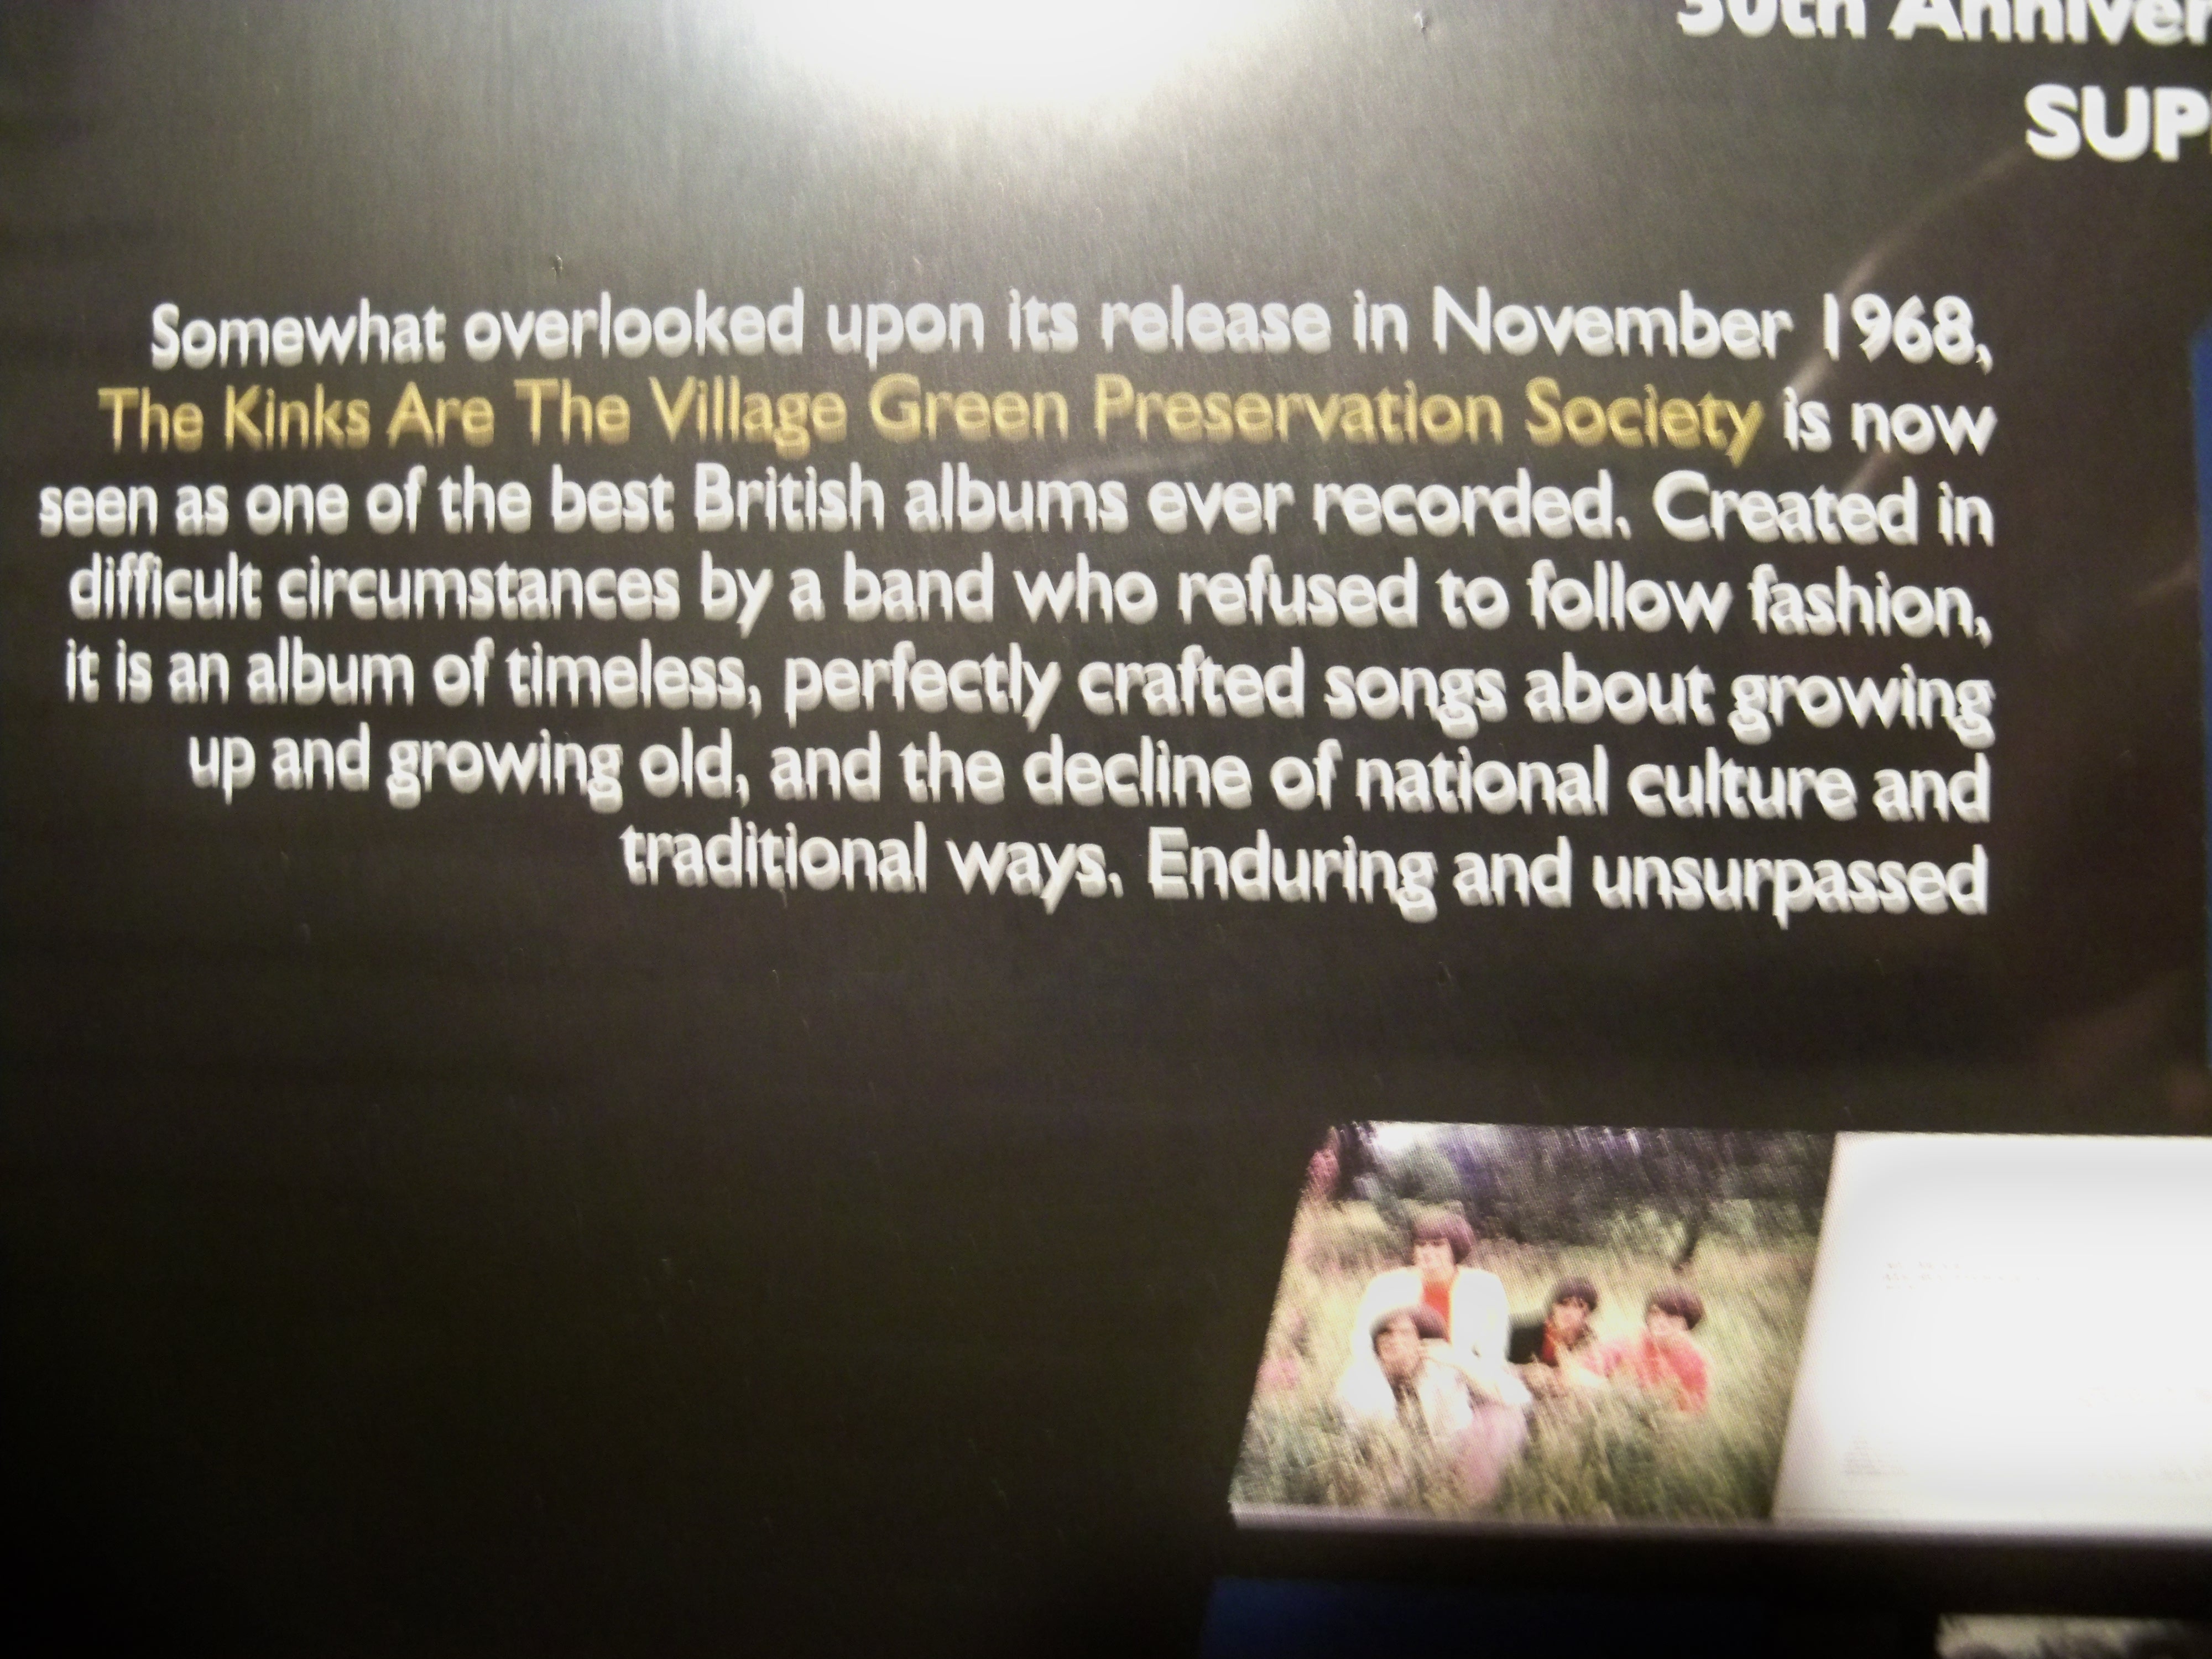 50th Anniver
SUP
Somewhat overlooked upon its release in November 1968,
The Kinks Are The Village Green Preservation Society is now
seen as one of the best British albums ever recorded. Created in
difficult circumstances by a band who refused to follow fashion,
it is an album of timeless, perfectly crafted songs about growing
up and growing old, and the decline of national culture and
traditional ways. Enduring and unsurpassed